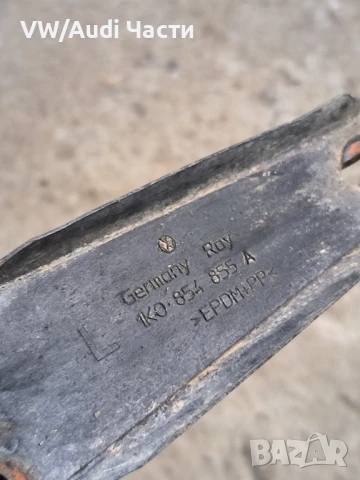 VW/Audi Части
Germany Roy
1K0·854 855 A
>EPDM+PP<
L
BAZAR